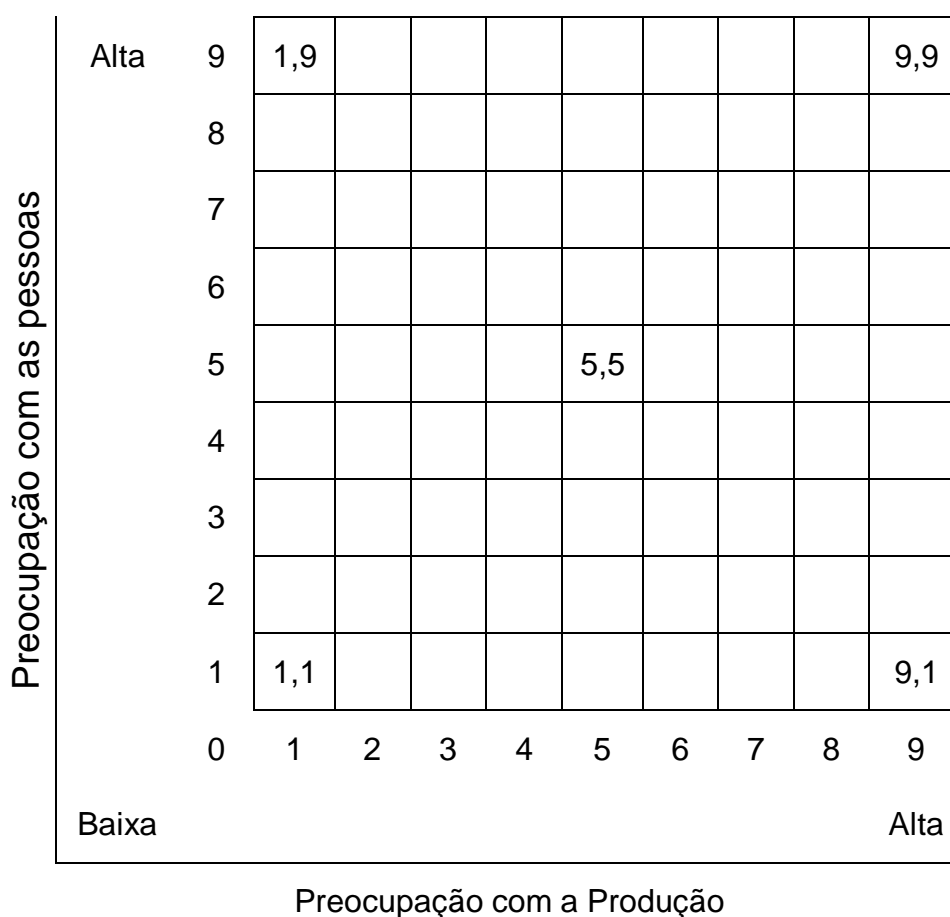 Preocupação com as pessoas
Alta 9 1,9 9,9
8
7
6
5 5,5
4
3
2
1 1,1 9,1
0 1 2 3 4 5 6 7 8 9
Baixa Alta
Preocupação com a Produção